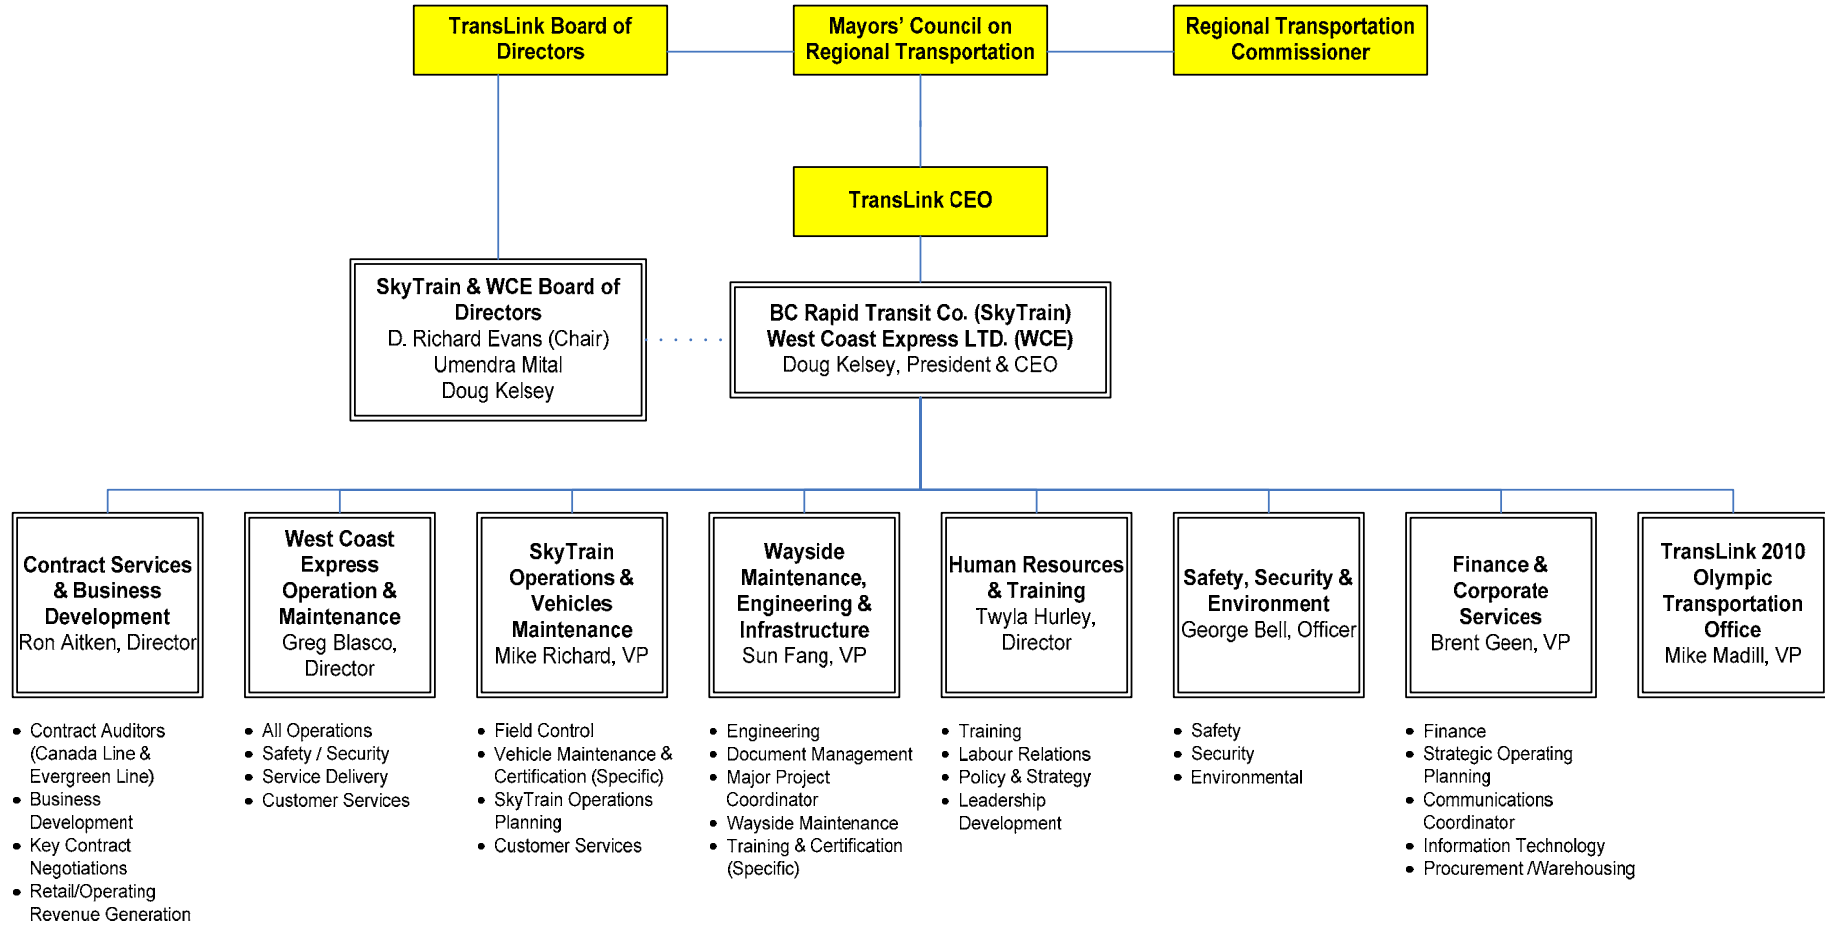 TransLink Board of
Directors
Mayors’ Council on
Regional Transportation
Regional Transportation
Commissioner
TransLink CEO
SkyTrain & WCE Board of
Directors
D. Richard Evans (Chair)
Umendra Mital
Doug Kelsey
BC Rapid Transit Co. (SkyTrain)
West Coast Express LTD. (WCE)
Doug Kelsey, President & CEO
Contract Services
& Business
Development
Ron Aitken, Director
West Coast
Express
Operation &
Maintenance
Greg Blasco,
Director
SkyTrain
Operations &
Vehicles
Maintenance
Mike Richard, VP
Wayside
Maintenance,
Engineering &
Infrastructure
Sun Fang, VP
Human Resources
& Training
Twyla Hurley,
Director
Safety, Security &
Environment
George Bell, Officer
Finance &
Corporate
Services
Brent Geen, VP
TransLink 2010
Olympic
Transportation
Office
Mike Madill, VP
• Contract Auditors
(Canada Line &
Evergreen Line)
• Business
Development
• Key Contract
Negotiations
• Retail/Operating
Revenue Generation
• All Operations
• Safety / Security
• Service Delivery
• Customer Services
• Field Control
• Vehicle Maintenance &
Certification (Specific)
• SkyTrain Operations
Planning
• Customer Services
• Engineering
• Document Management
• Major Project
Coordinator
• Wayside Maintenance
• Training & Certification
(Specific)
• Training
• Labour Relations
• Policy & Strategy
• Leadership
Development
• Safety
• Security
• Environmental
• Finance
• Strategic Operating
Planning
• Communications
Coordinator
• Information Technology
• Procurement /Warehousing